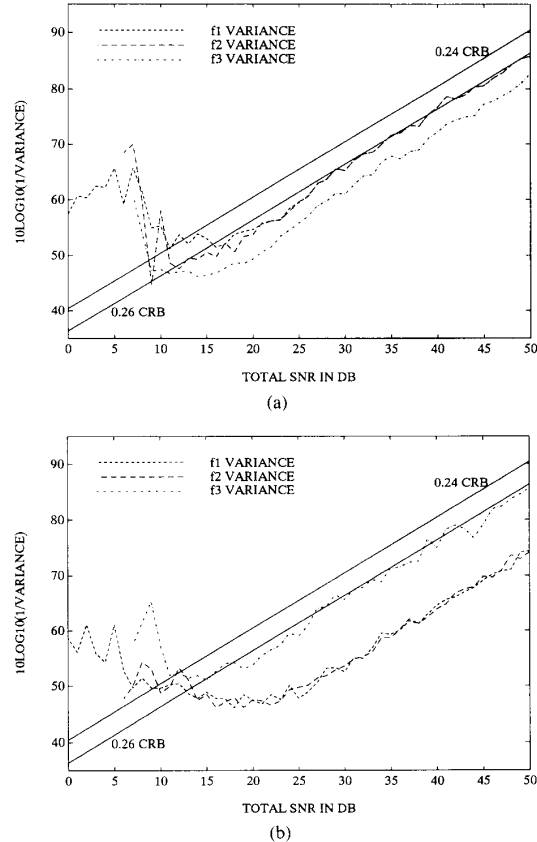 90
80
70
60
50
40
10LOG10(1/VARIANCE)
f1 VARIANCE
f2 VARIANCE
f3 VARIANCE
0.24 CRB
0.26 CRB
0 5 10 15 20 25 30 35 40 45 50
TOTAL SNR IN DB
(a)
90
80
70
60
50
40
10LOG10(1/VARIANCE)
f1 VARIANCE
f2 VARIANCE
f3 VARIANCE
0.24 CRB
0.26 CRB
0 5 10 15 20 25 30 35 40 45 50
TOTAL SNR IN DB
(b)